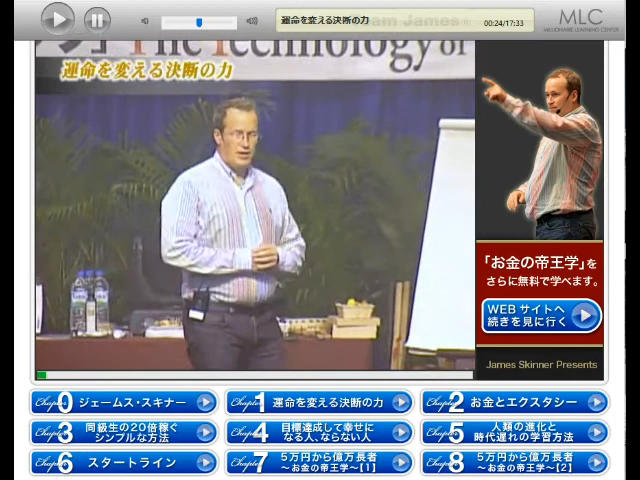 運命を変える決断の力
00:24/17:33
MLC
MILLIONAIRE LEARNING CENTER
The Technology of
運命を変える決断の力
「お金の帝王学」を
さらに無料で学べます。
WEBサイトへ
続きを見に行く
James Skinner Presents
Chapter 0 ジェームス・スキナー
Chapter 1 運命を変える決断の力
Chapter 2 お金とエクスタシー
Chapter 3 同級生の20倍稼ぐ
シンプルな方法
Chapter 4 目標達成して幸せに
なる人、ならない人
Chapter 5 人類の進化と
時代遅れの学習方法
Chapter 6 スタートライン
Chapter 7 5万円から億万長者
～お金の帝王学～【1】
Chapter 8 5万円から億万長者
～お金の帝王学～【2】